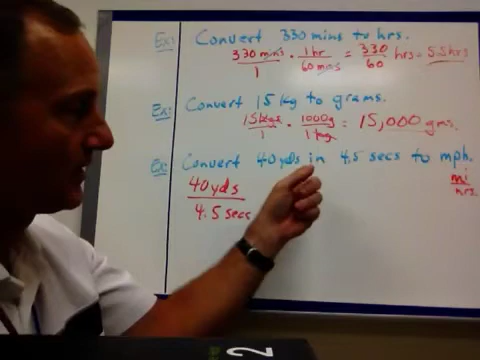 Ex: Convert 330 mins to hrs.
330 mins / 1 · 1 hr / 60 mins = 330 / 60 hrs = 5.5 hrs
Ex: Convert 15 kg to grams.
15 kgs / 1 · 1000g / 1 kg = 15,000 gms.
Ex: Convert 40 yds in 4.5 secs to mph.
40 yds / 4.5 secs
mi / hrs.
2